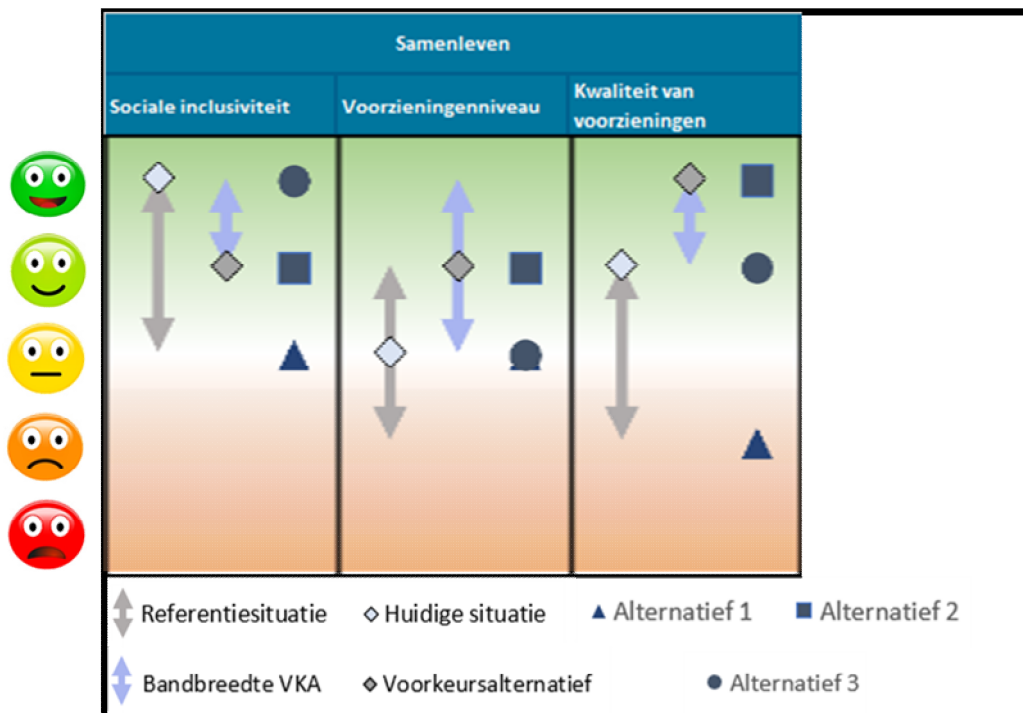 Samenleven
Sociale inclusiviteit
Voorzieningenniveau
Kwaliteit van
voorzieningen
Referentiesituatie
Huidige situatie
Alternatief 1
Alternatief 2
Bandbreedte VKA
Voorkeursalternatief
Alternatief 3